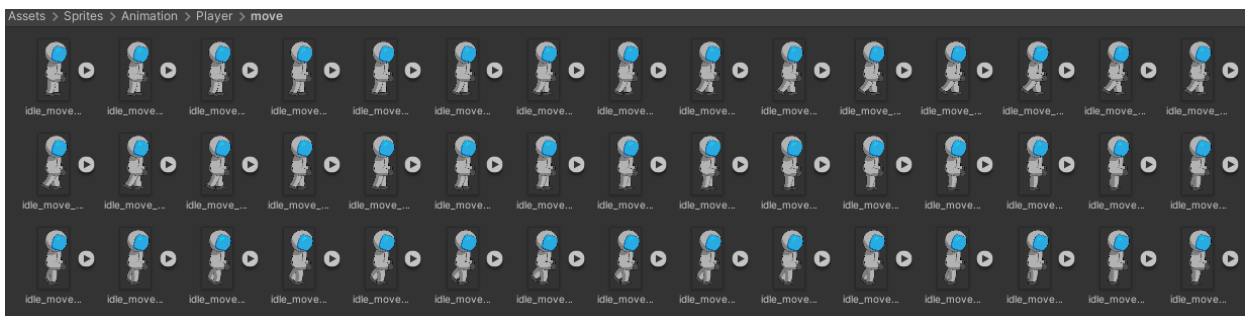 Assets > Sprites > Animation > Player > move
idle_move... idle_move... idle_move... idle_move... idle_move... idle_move... idle_move... idle_move... idle_move... idle_move... idle_move_... idle_move_... idle_move... idle_move... idle_move_...
idle_move_... idle_move_... idle_move_... idle_move_... idle_move_... idle_move... idle_move... idle_move... idle_move... idle_move... idle_move... idle_move... idle_move... idle_move... idle_move...
idle_move... idle_move... idle_move... idle_move... idle_move... idle_move... idle_move... idle_move... idle_move... idle_move... idle_move... idle_move... idle_move... idle_move... idle_move...